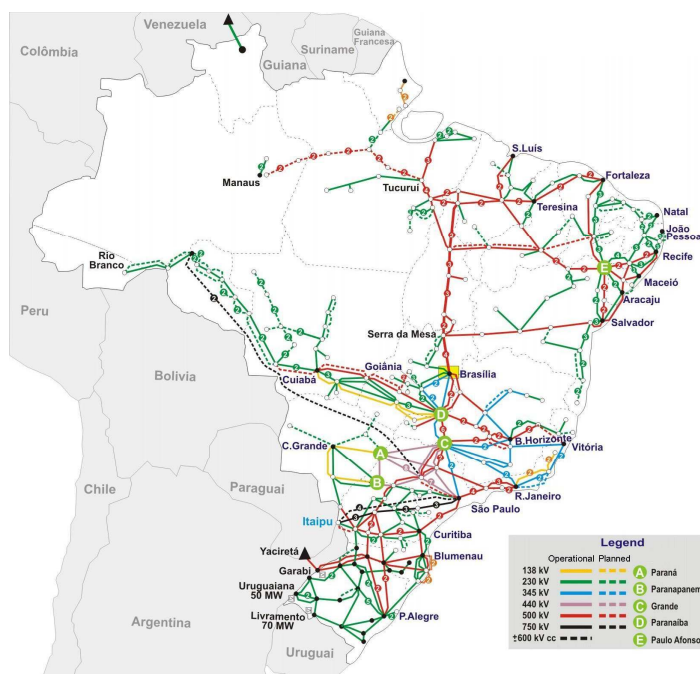 Venezuela
Colômbia
Guiana
Suriname
Guiana
Francesa
Manaus
Tucuruí
S.Luís
Fortaleza
Teresina
Natal
João
Pessoa
Recife
Maceió
Aracaju
Salvador
E
Rio
Branco
Peru
Bolivia
Serra da Mesa
Cuiabá
Goiânia
Brasília
D
C.Grande
A
B
C
B.Horizonte
Vitória
R.Janeiro
São Paulo
Paraguai
Chile
Itaipu
Curitiba
Yaciretá
Garabi
Blumenau
Uruguaiana
50 MW
Livramento
70 MW
P.Alegre
Argentina
Uruguai
Legend
Operational Planned
138 kV A Paraná
230 kV B Paranapanem
345 kV
440 kV C Grande
500 kV D Paranaíba
750 kV
±600 kV cc E Paulo Afonso